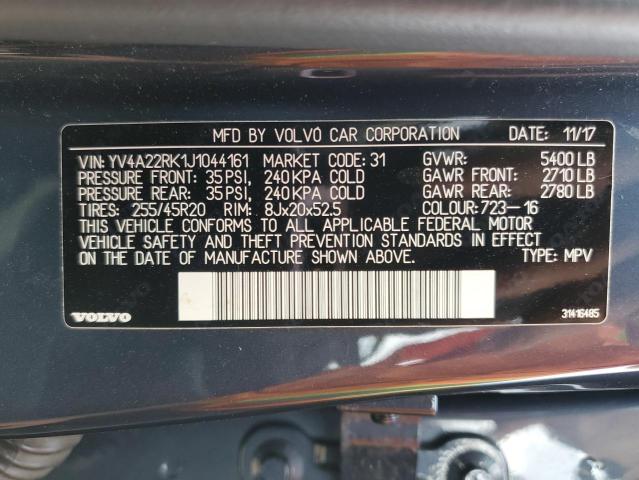 MFD BY VOLVO CAR CORPORATION DATE: 11/17
VIN: YV4A22RK1J1044161 MARKET CODE: 31 GVWR: 5400 LB
PRESSURE FRONT: 35 PSI, 240 KPA COLD GAWR FRONT: 2710 LB
PRESSURE REAR: 35 PSI, 240 KPA COLD GAWR REAR: 2780 LB
TIRES: 255/45R20 RIM: 8Jx20x52.5 COLOUR: 723-16
THIS VEHICLE CONFORMS TO ALL APPLICABLE FEDERAL MOTOR
VEHICLE SAFETY AND THEFT PREVENTION STANDARDS IN EFFECT
ON THE DATE OF MANUFACTURE SHOWN ABOVE. TYPE: MPV
VOLVO 31416485